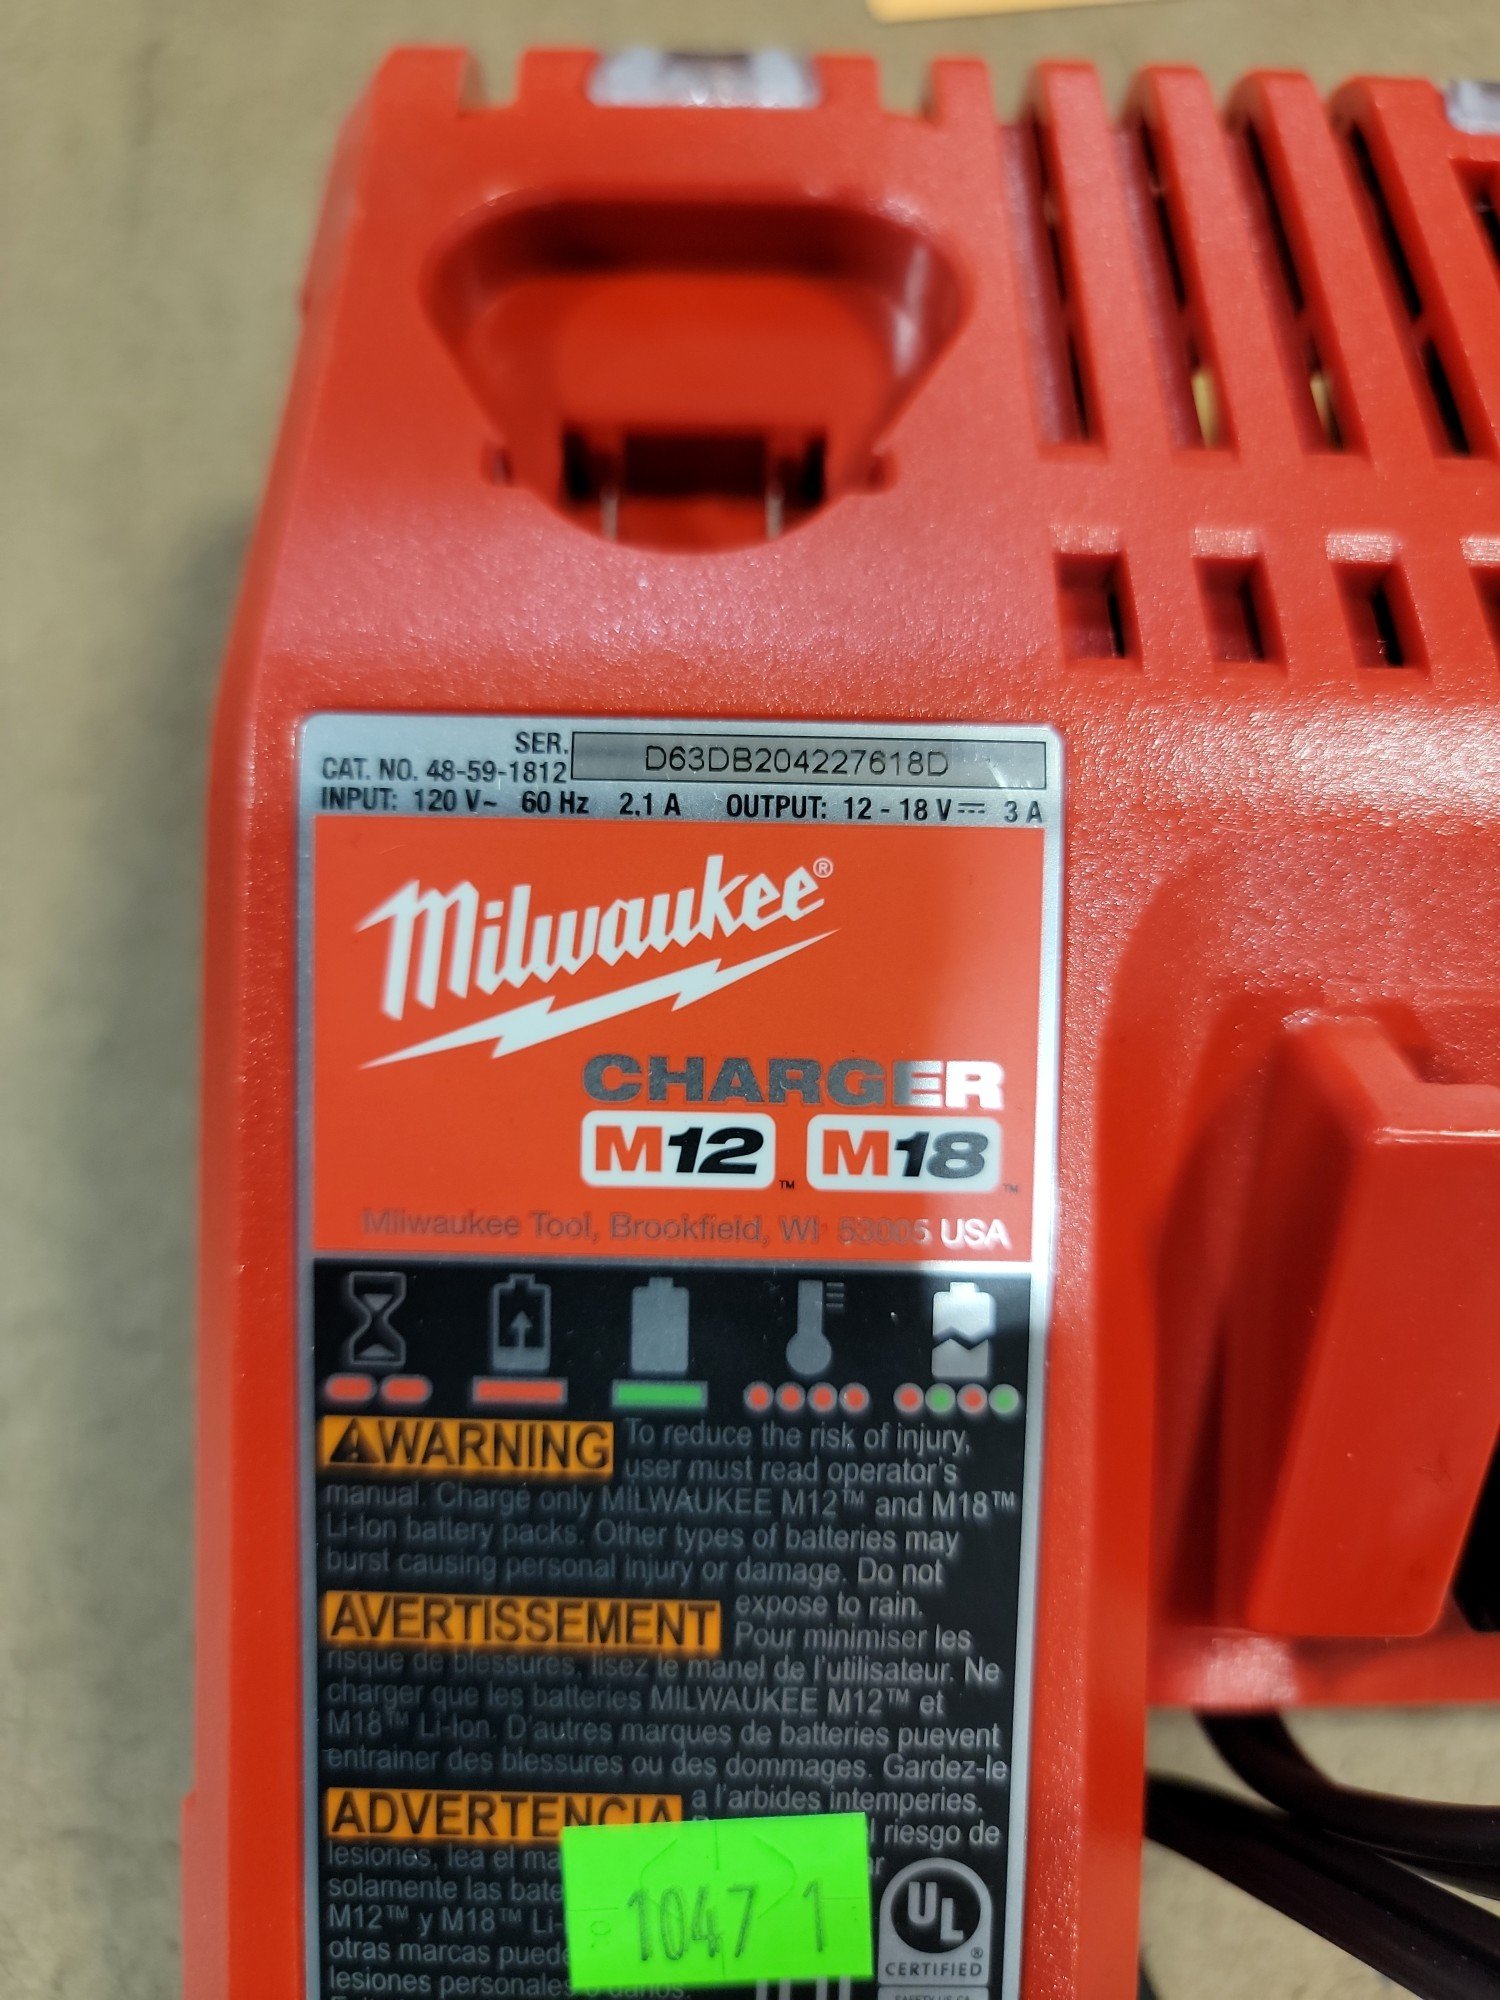 SER. D63DB204227618D
CAT. NO. 48-59-1812
INPUT: 120 V~ 60 Hz 2.1 A OUTPUT: 12 - 18 V⎓ 3 A
Milwaukee®
CHARGER
M12™ M18™
Milwaukee Tool, Brookfield, WI 53005 USA
⚠WARNING To reduce the risk of injury,
user must read operator's
manual. Charge only MILWAUKEE M12™ and M18™
Li-Ion battery packs. Other types of batteries may
burst causing personal injury or damage. Do not
expose to rain.
AVERTISSEMENT Pour minimiser les
risque de blessures, lisez le manel de l'utilisateur. Ne
charger que les batteries MILWAUKEE M12™ et
M18™ Li-Ion. D'autres marques de batteries puevent
entrainer des blessures ou des dommages. Gardez-le
a l'arbides intemperies.
ADVERTENCIA riesgo de
lesiones, lea el
solamente las
M12™ y M18™
otras marcas
lesiones personales o danos.
1047 1
UL®
CERTIFIED
SAFETY US-CA